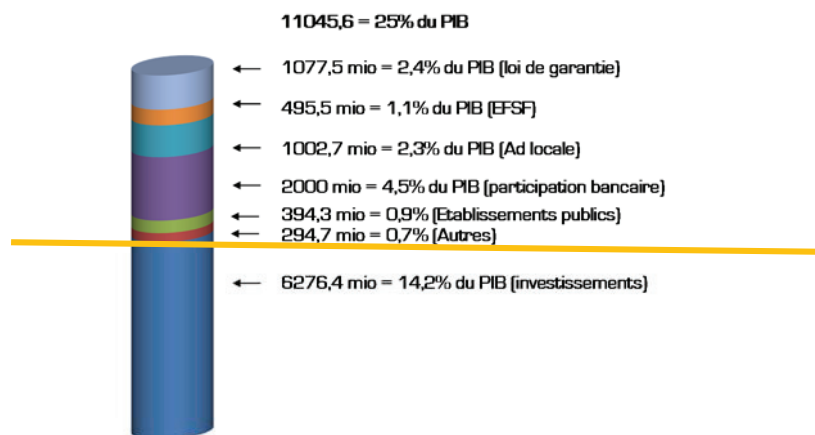 11045,6 = 25% du PIB
1077,5 mio = 2,4% du PIB (loi de garantie)
495,5 mio = 1,1% du PIB (EFSF)
1002,7 mio = 2,3% du PIB (Ad locale)
2000 mio = 4,5% du PIB (participation bancaire)
394,3 mio = 0,9% (Etablissements publics)
294,7 mio = 0,7% (Autres)
6276,4 mio = 14,2% du PIB (investissements)